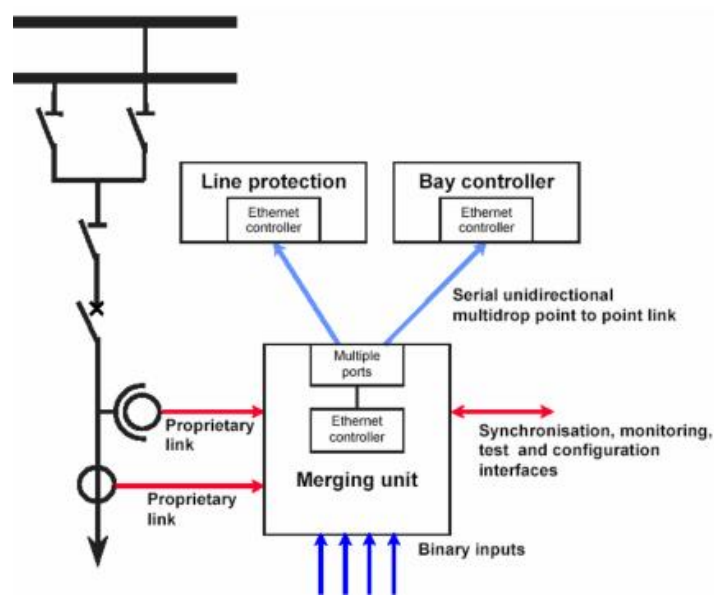 Line protection
Ethernet
controller
Bay controller
Ethernet
controller
Serial unidirectional
multidrop point to point link
Multiple
ports
Ethernet
controller
Merging unit
Proprietary
link
Proprietary
link
Synchronisation, monitoring,
test and configuration
interfaces
Binary inputs